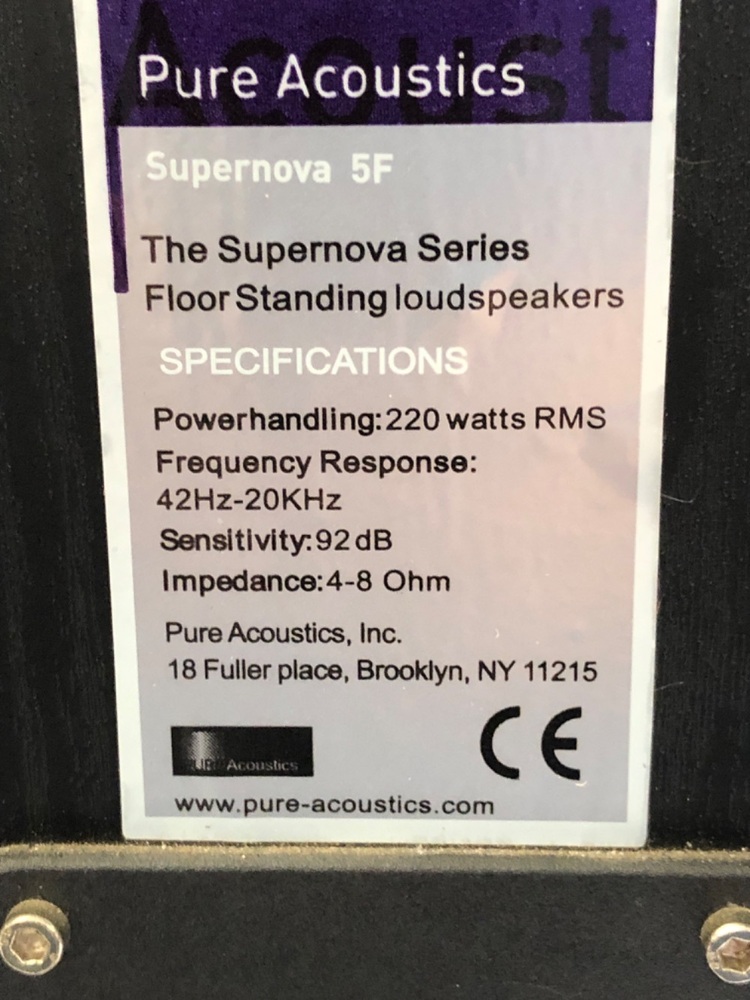 Acoust
Pure Acoustics
Supernova 5F
The Supernova Series
Floor Standing loudspeakers
SPECIFICATIONS
Powerhandling:220 watts RMS
Frequency Response:
42Hz-20KHz
Sensitivity:92dB
Impedance:4-8 Ohm
Pure Acoustics, Inc.
18 Fuller place, Brooklyn, NY 11215
Acoustics
CE
www.pure-acoustics.com